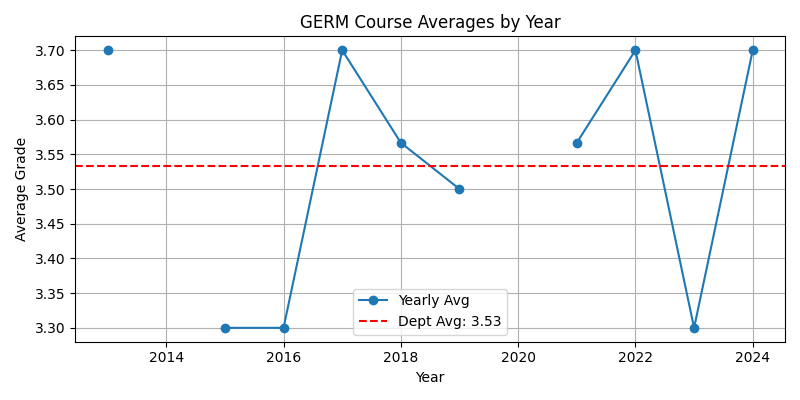 GERM Course Averages by Year
Average Grade
3.70
3.65
3.60
3.55
3.50
3.45
3.40
3.35
3.30
Yearly Avg
Dept Avg: 3.53
2014 2016 2018 2020 2022 2024
Year